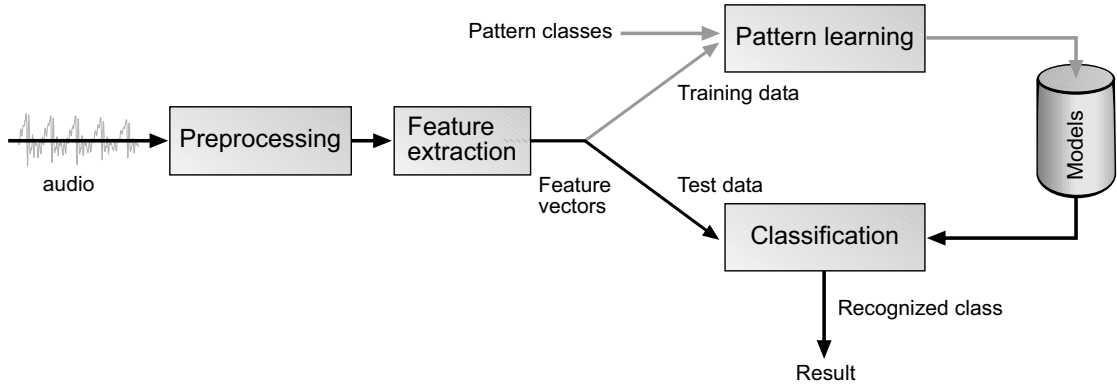 Pattern classes
Pattern learning
Training data
Models
audio
Preprocessing
Feature
extraction
Feature
vectors
Test data
Classification
Recognized class
Result